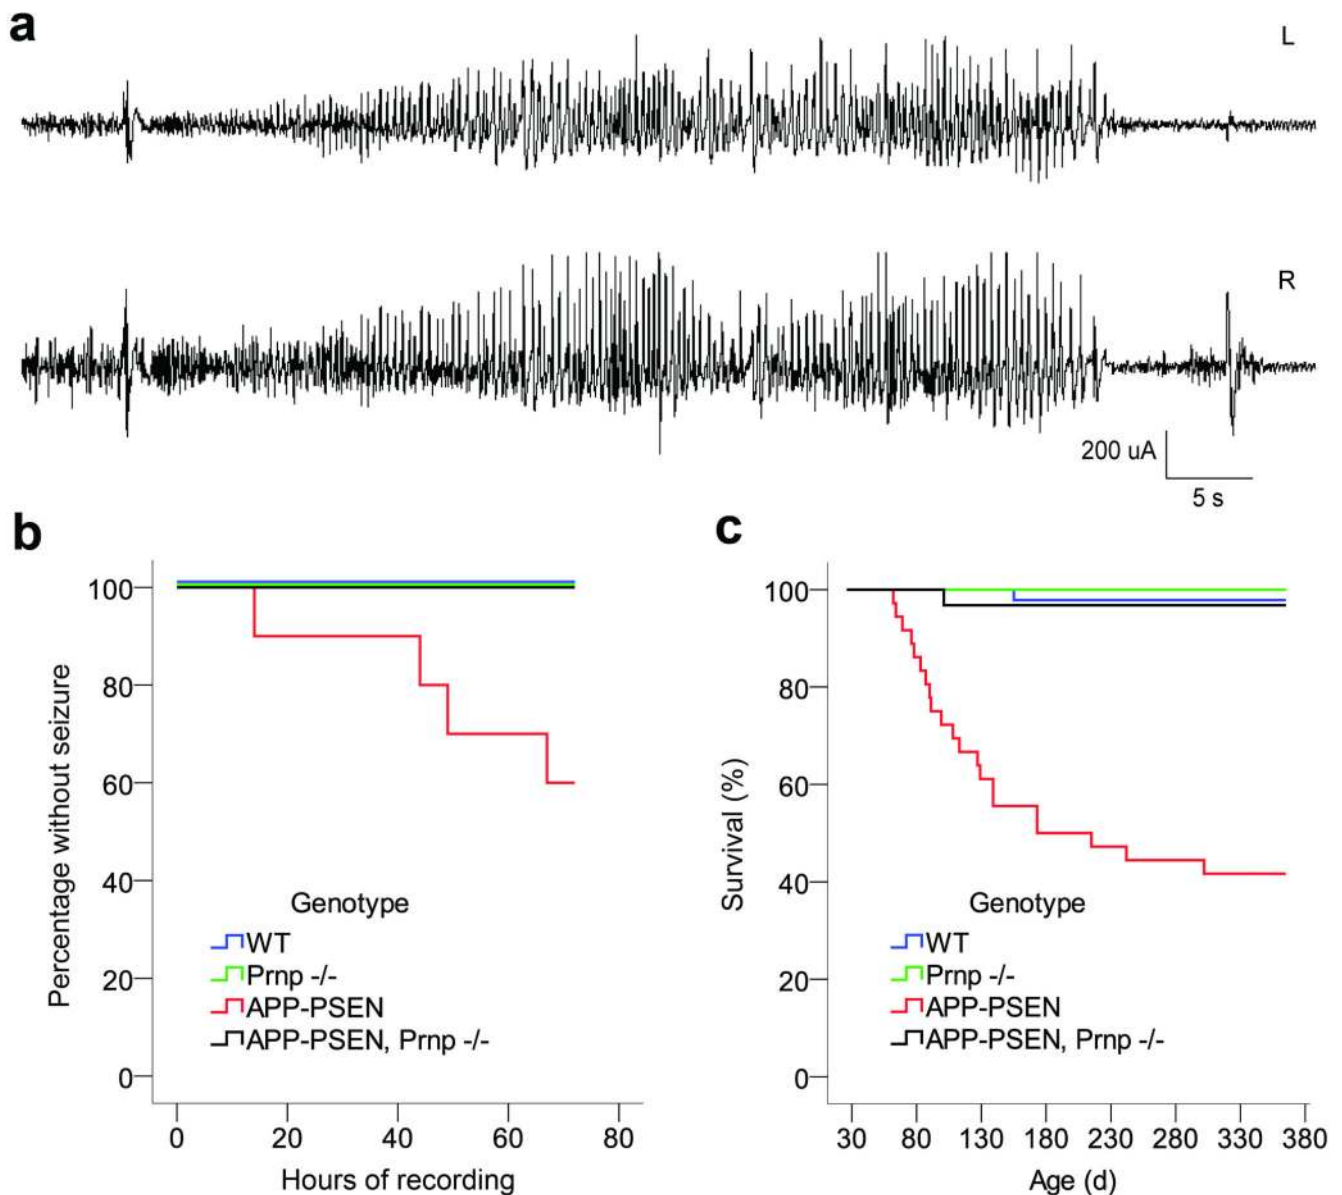 a
L
R
200 uA
5 s
b
100
80
60
40
20
0
Percentage without seizure
Genotype
WT
Prnp -/-
APP-PSEN
APP-PSEN, Prnp -/-
0 20 40 60 80
Hours of recording
c
100
80
60
40
20
0
Survival (%)
Genotype
WT
Prnp -/-
APP-PSEN
APP-PSEN, Prnp -/-
30 80 130 180 230 280 330 380
Age (d)